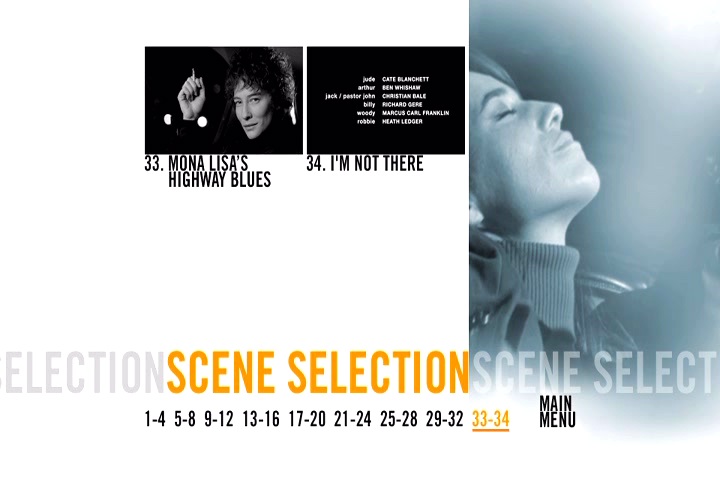 jude CATE BLANCHETT
arthur BEN WHISHAW
jack / pastor john CHRISTIAN BALE
billy RICHARD GERE
woody MARCUS CARL FRANKLIN
robbie HEATH LEDGER
33. MONA LISA'S
HIGHWAY BLUES
34. I'M NOT THERE
SELECTION SCENE SELECTION SCENE SELECT
1-4 5-8 9-12 13-16 17-20 21-24 25-28 29-32 33-34
MAIN
MENU